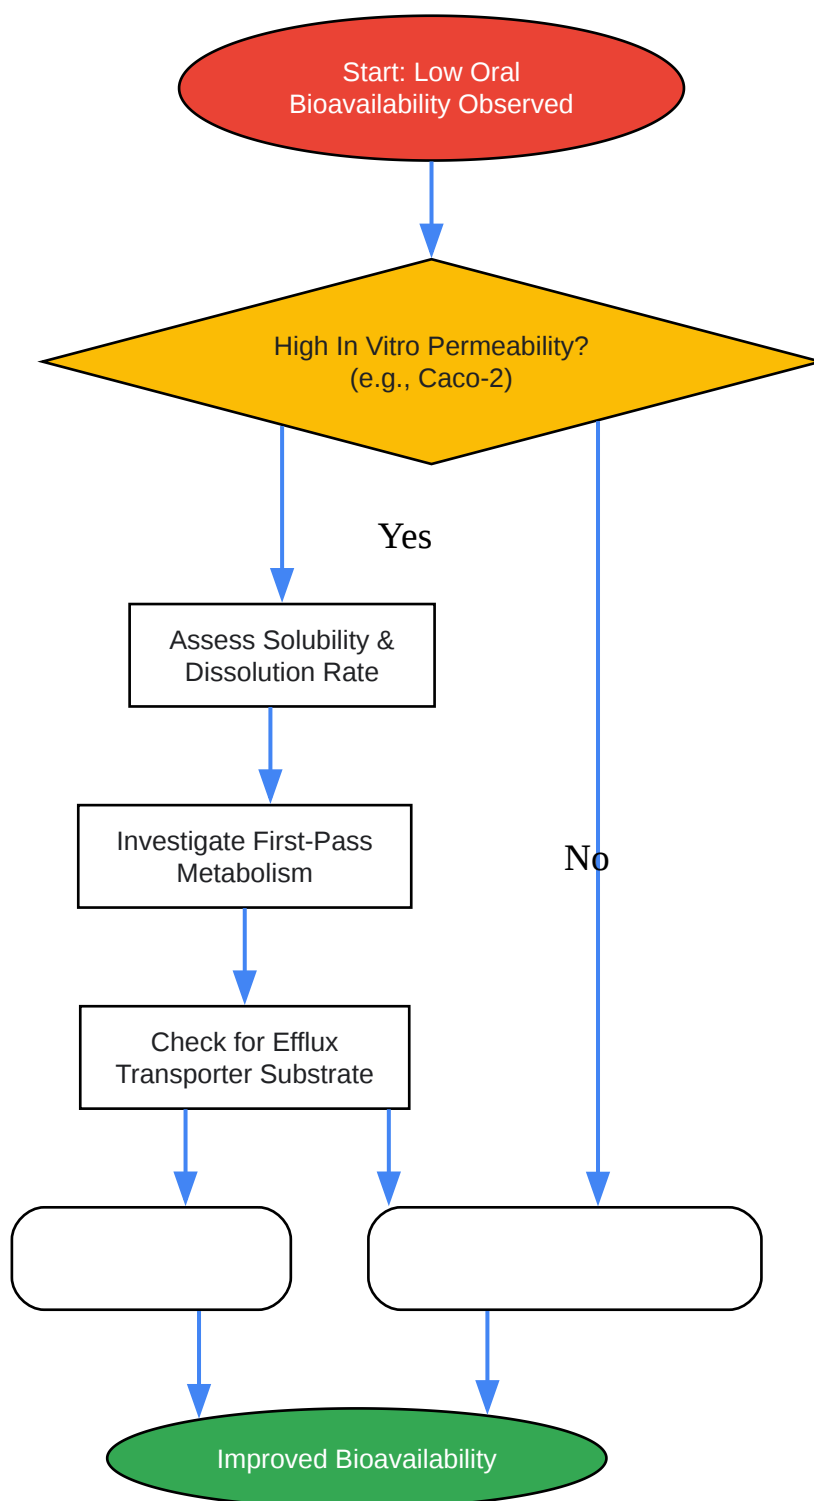 Start: Low Oral
Bioavailability Observed
High In Vitro Permeability?
(e.g., Caco-2)
Yes
Assess Solubility &
Dissolution Rate
Investigate First-Pass
Metabolism
No
Check for Efflux
Transporter Substrate
Improved Bioavailability